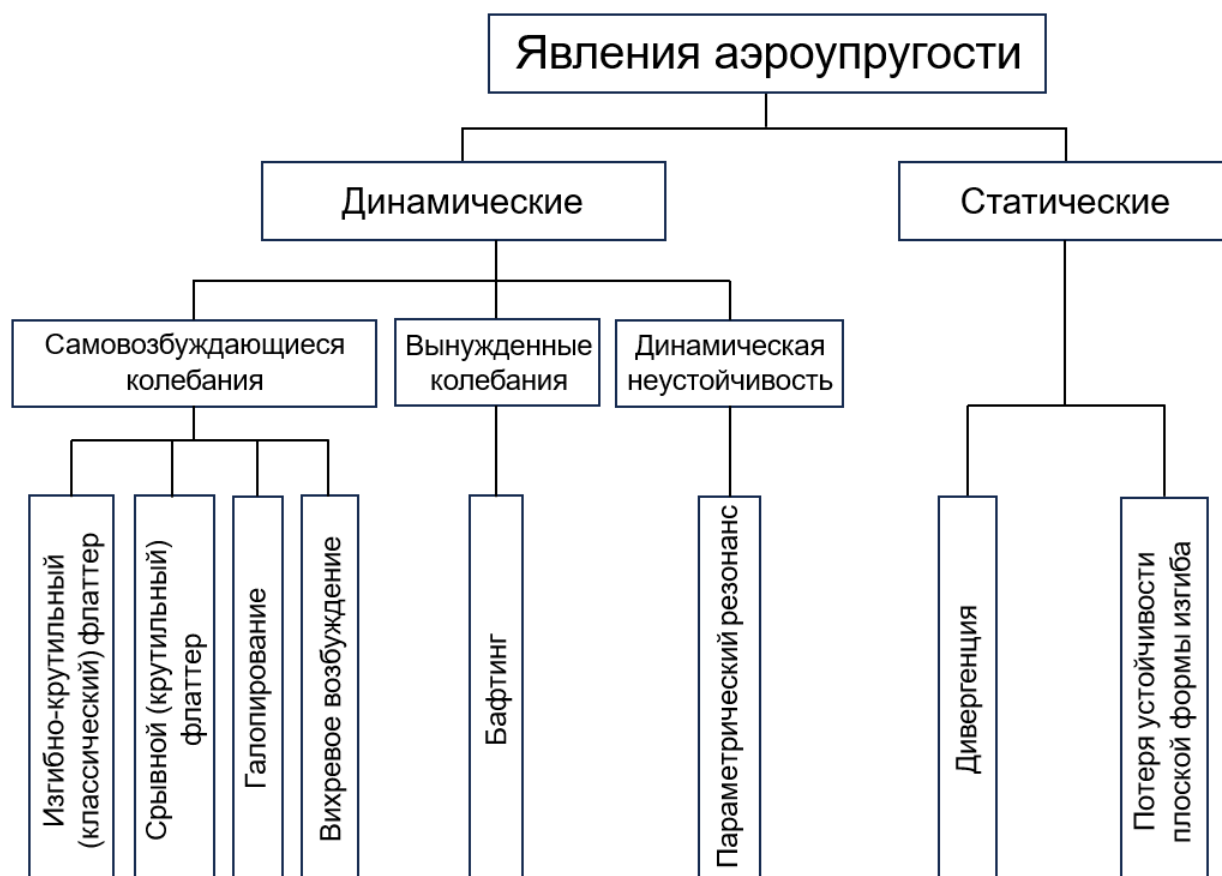 Явления аэроупругости
Динамические
Статические
Самовозбуждающиеся
колебания
Вынужденные
колебания
Динамическая
неустойчивость
Изгибно-крутильный
(классический) флаттер
Срывной (крутильный)
флаттер
Галопирование
Вихревое возбуждение
Бафтинг
Параметрический резонанс
Дивергенция
Потеря устойчивости
плоской формы изгиба